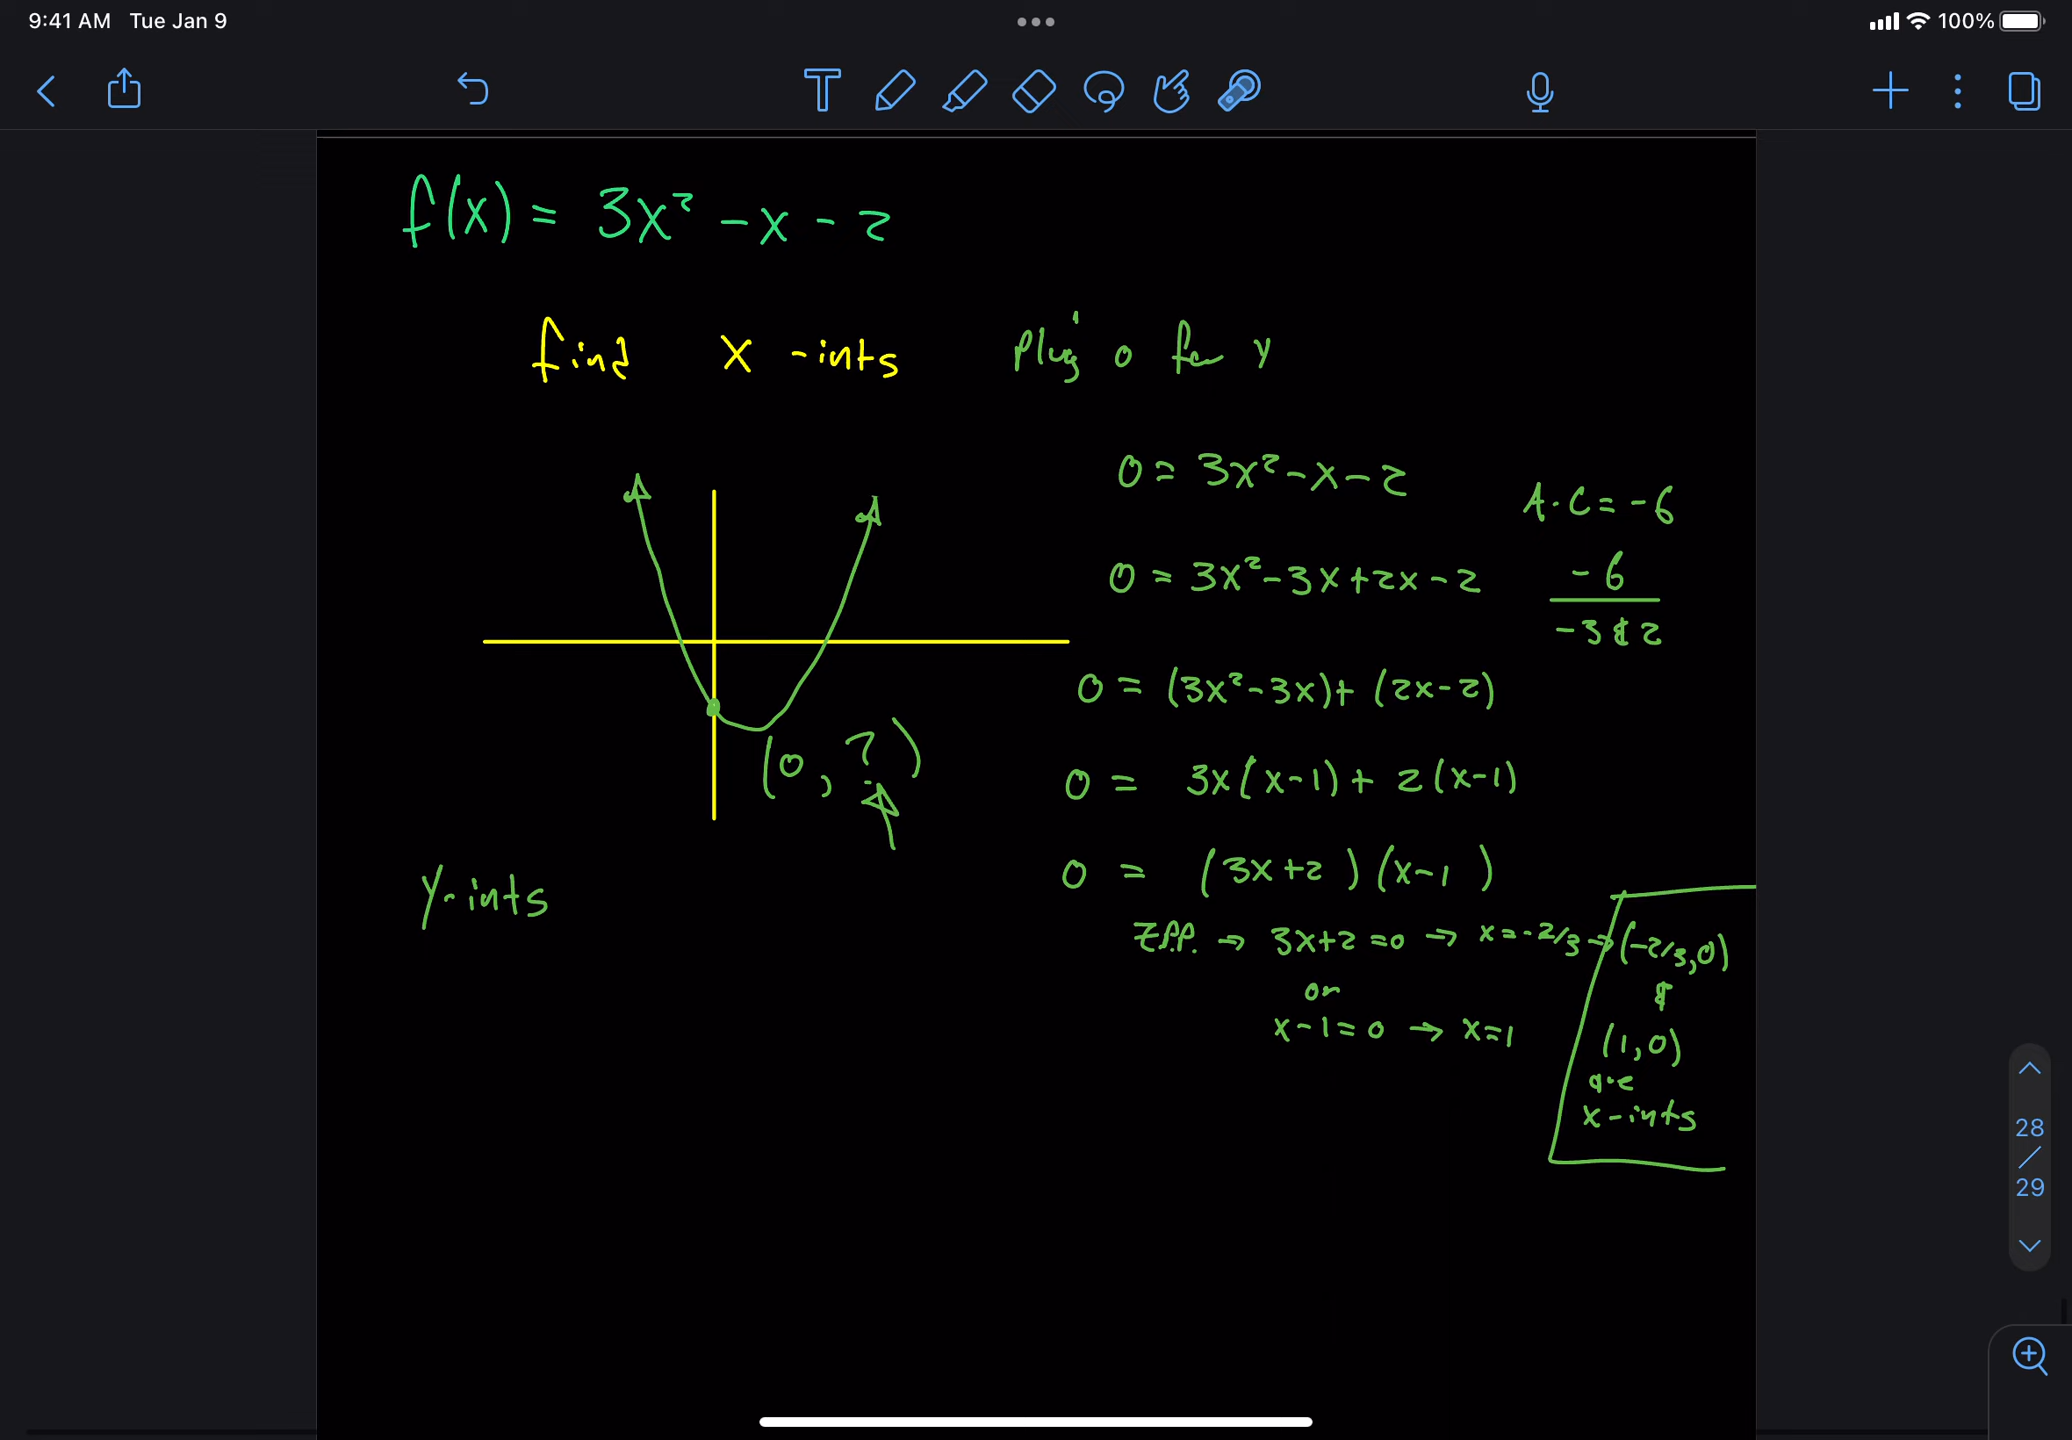 9:41 AM Tue Jan 9
100%
f(x) = 3x² - x - 2
find x-ints Plug 0 for y
0 = 3x² - x - 2
A·C = -6
0 = 3x² - 3x + 2x - 2
-6
-3 & 2
0 = (3x² - 3x) + (2x - 2)
(0, ?)
0 = 3x(x-1) + 2(x-1)
0 = (3x+2)(x-1)
y-ints
Z.P.P. → 3x+2=0 → x=-2/3 → (-2/3,0)
or
&
x-1=0 → x=1
(1,0)
are
x-ints
28
/
29